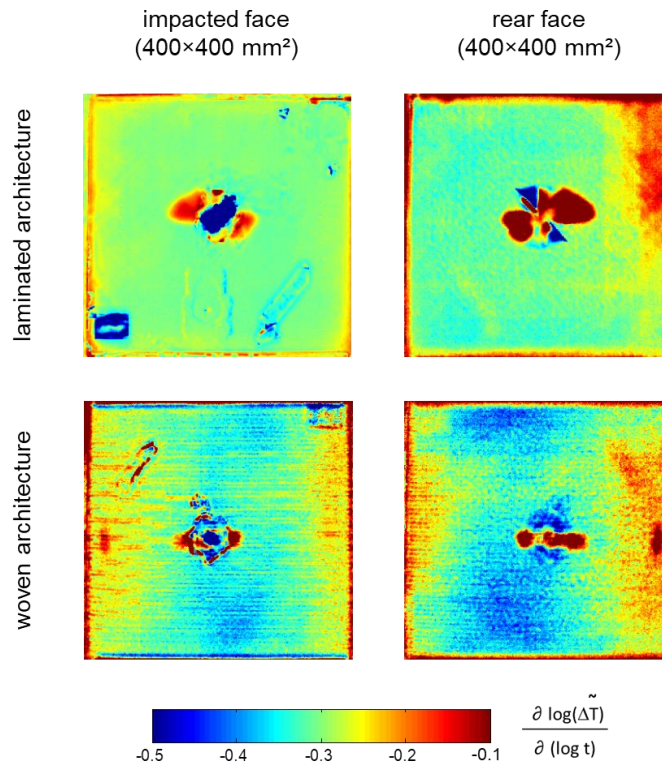 impacted face
(400×400 mm²)
rear face
(400×400 mm²)
laminated architecture
woven architecture
-0.5 -0.4 -0.3 -0.2 -0.1
∂ log(ΔT̃)
∂ (log t)